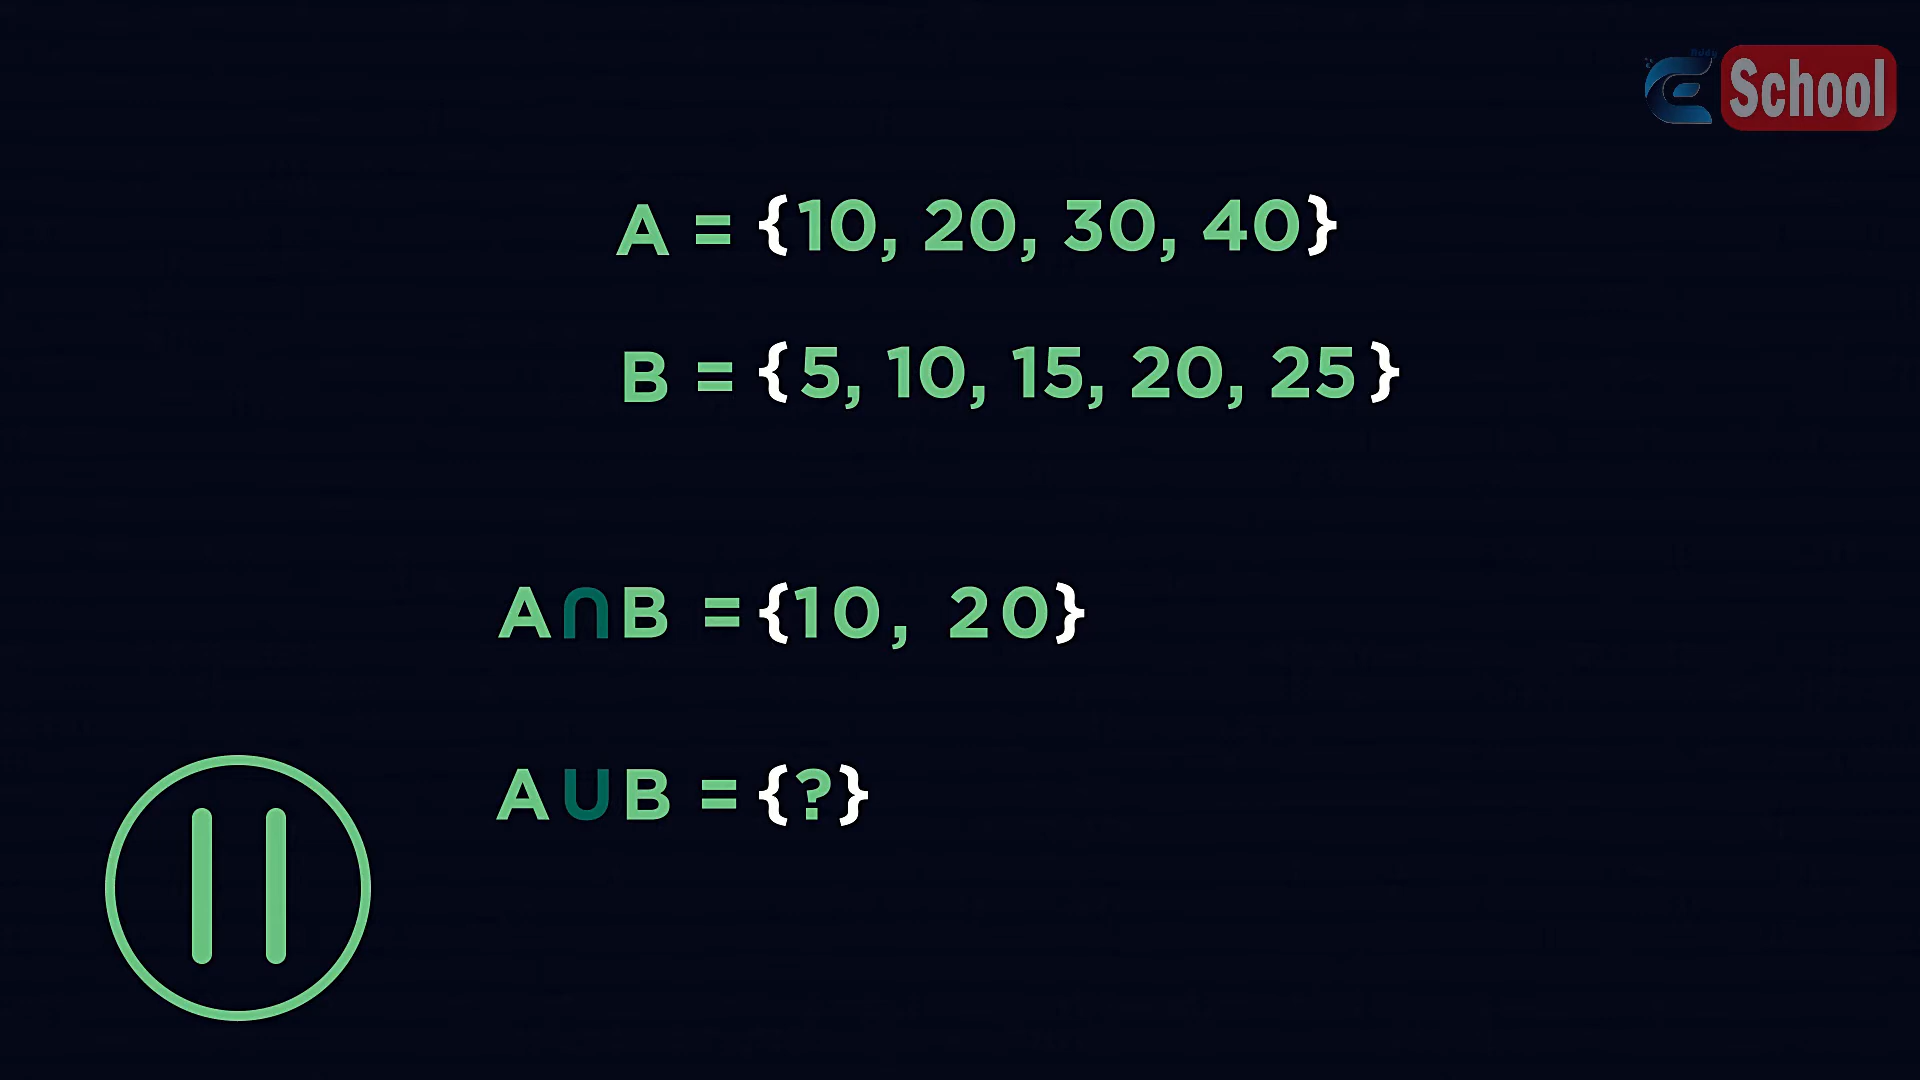 School
A = {10, 20, 30, 40}
B = {5, 10, 15, 20, 25}
A∩B = {10, 20}
A∪B = {?}